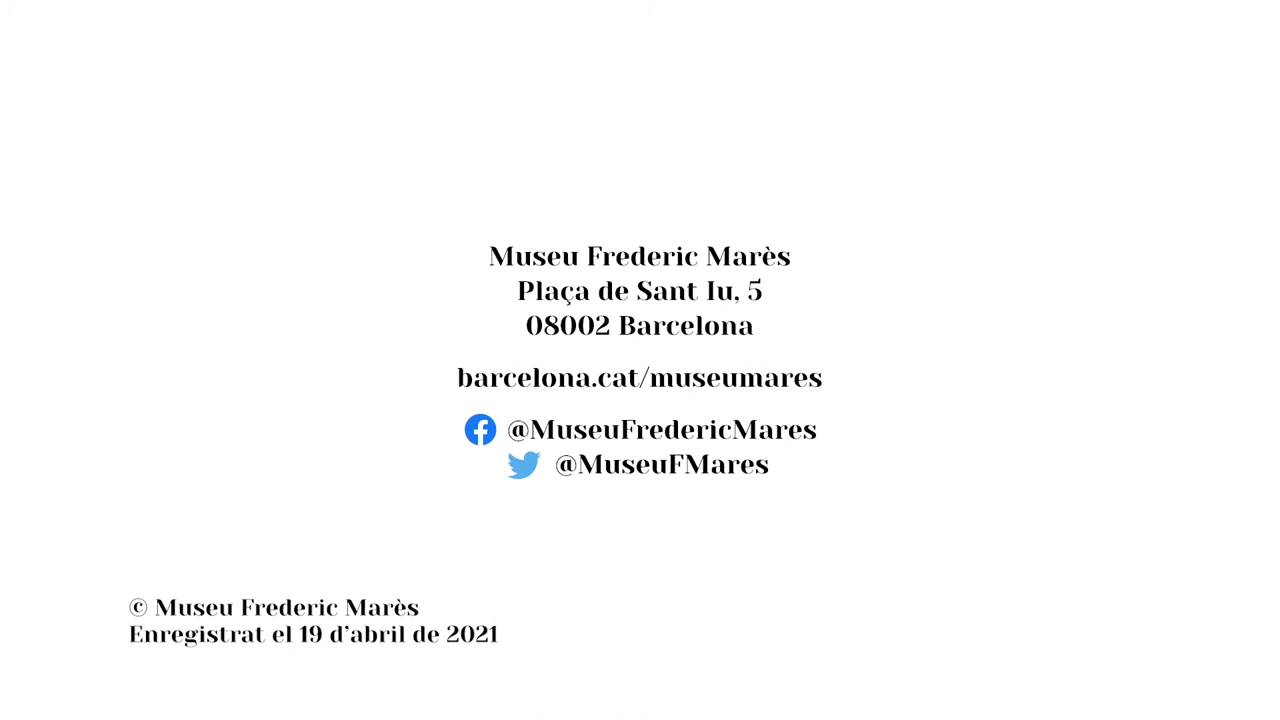 Museu Frederic Marès
Plaça de Sant Iu, 5
08002 Barcelona
barcelona.cat/museumares
@MuseuFredericMares
@MuseuFMares
© Museu Frederic Marès
Enregistrat el 19 d’abril de 2021